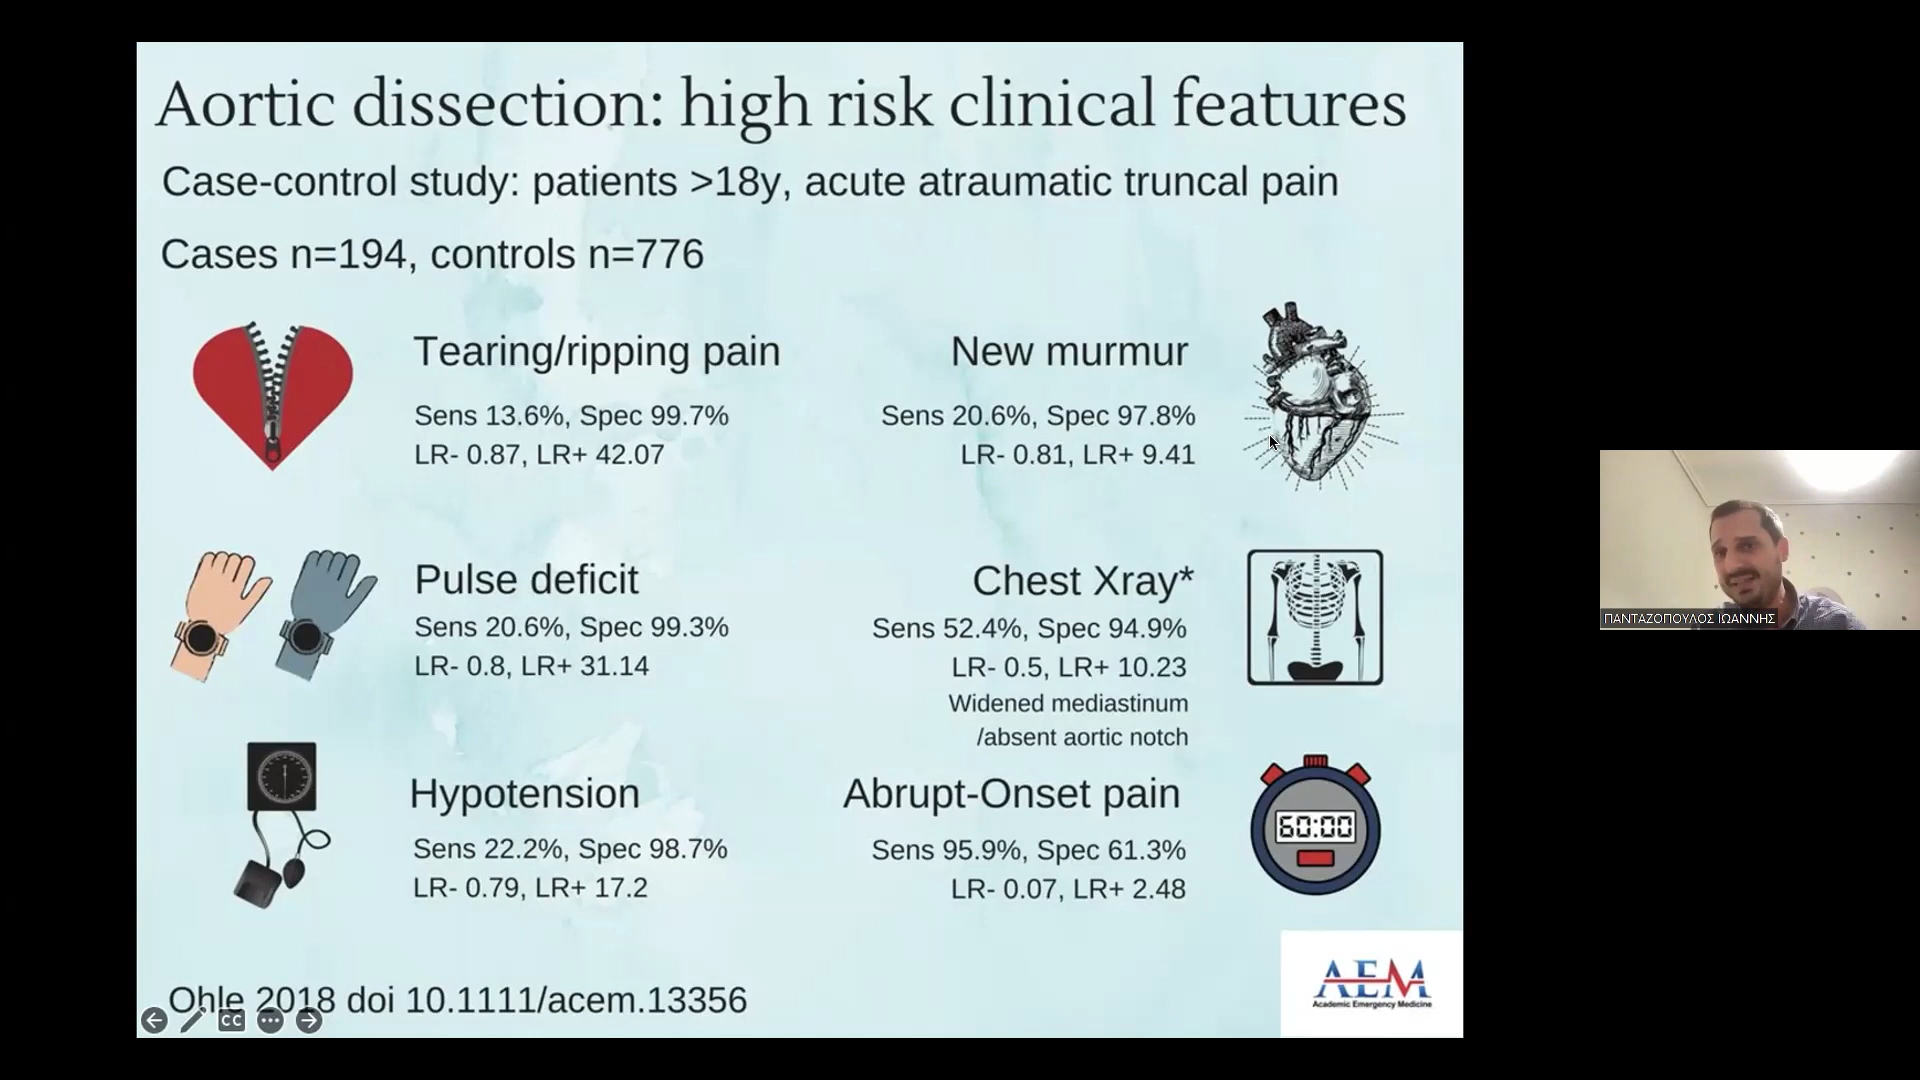 Aortic dissection: high risk clinical features
Case-control study: patients >18y, acute atraumatic truncal pain
Cases n=194, controls n=776
Tearing/ripping pain
Sens 13.6%, Spec 99.7%
LR- 0.87, LR+ 42.07
New murmur
Sens 20.6%, Spec 97.8%
LR- 0.81, LR+ 9.41
Pulse deficit
Sens 20.6%, Spec 99.3%
LR- 0.8, LR+ 31.14
Chest Xray*
Sens 52.4%, Spec 94.9%
LR- 0.5, LR+ 10.23
Widened mediastinum
/absent aortic notch
Hypotension
Sens 22.2%, Spec 98.7%
LR- 0.79, LR+ 17.2
Abrupt-Onset pain
Sens 95.9%, Spec 61.3%
LR- 0.07, LR+ 2.48
60:00
Ohle 2018 doi 10.1111/acem.13356
CC
AEM
Academic Emergency Medicine
ΠΑΝΤΑΖΟΠΟΥΛΟΣ ΙΩΑΝΝΗΣ